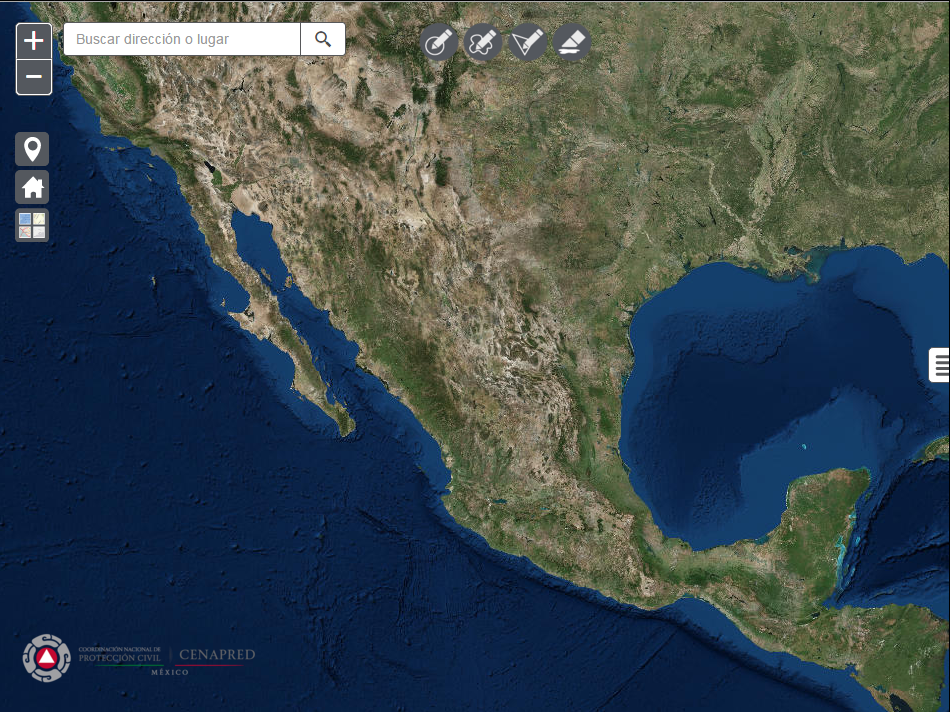 Buscar dirección o lugar
COORDINACIÓN NACIONAL DE
PROTECCIÓN CIVIL
MÉXICO
CENAPRED